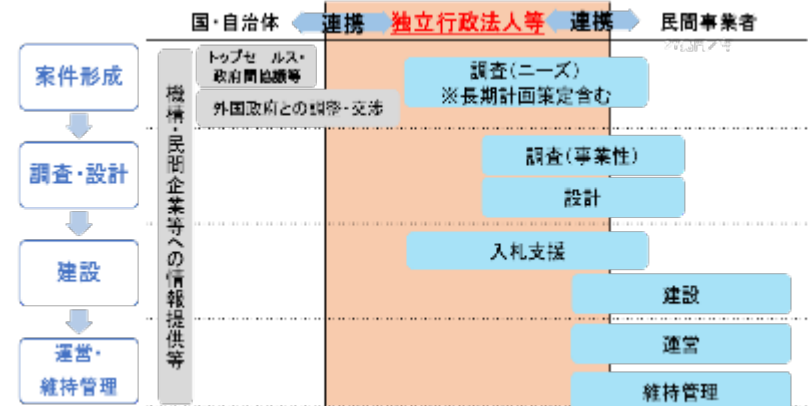 国・自治体 連携 独立行政法人等 連携 民間事業者
案件形成
トップセールス・
政府間協議等
調査(ニーズ)
※長期計画策定含む
外国政府との調整・交渉
機構・民間企業等への情報提供等
調査・設計
調査(事業性)
設計
建設
入札支援
建設
運営・
維持管理
運営
維持管理